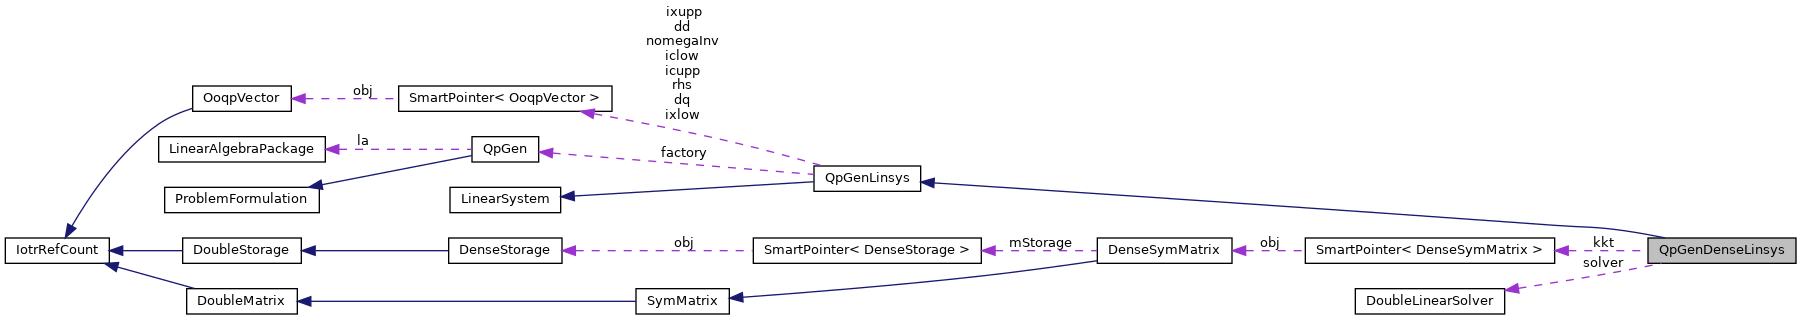 ixupp
dd
nomegaInv
iclow
icupp
rhs
dq
ixlow
OoqpVector
obj
SmartPointer< OoqpVector >
LinearAlgebraPackage
la
QpGen
factory
QpGenLinsys
ProblemFormulation
LinearSystem
IotrRefCount
DoubleStorage
DenseStorage
obj
SmartPointer< DenseStorage >
mStorage
DenseSymMatrix
obj
SmartPointer< DenseSymMatrix >
kkt
QpGenDenseLinsys
solver
DoubleMatrix
SymMatrix
DoubleLinearSolver